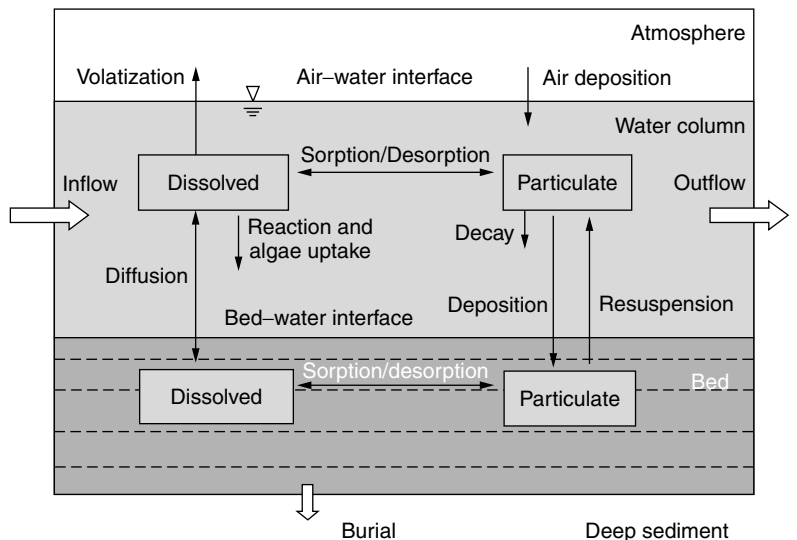 Atmosphere
Volatization
Air–water interface
Air deposition
Water column
Sorption/Desorption
Inflow
Dissolved
Particulate
Outflow
Reaction and
algae uptake
Decay
Diffusion
Deposition
Resuspension
Bed–water interface
Sorption/desorption
Bed
Dissolved
Particulate
Burial
Deep sediment